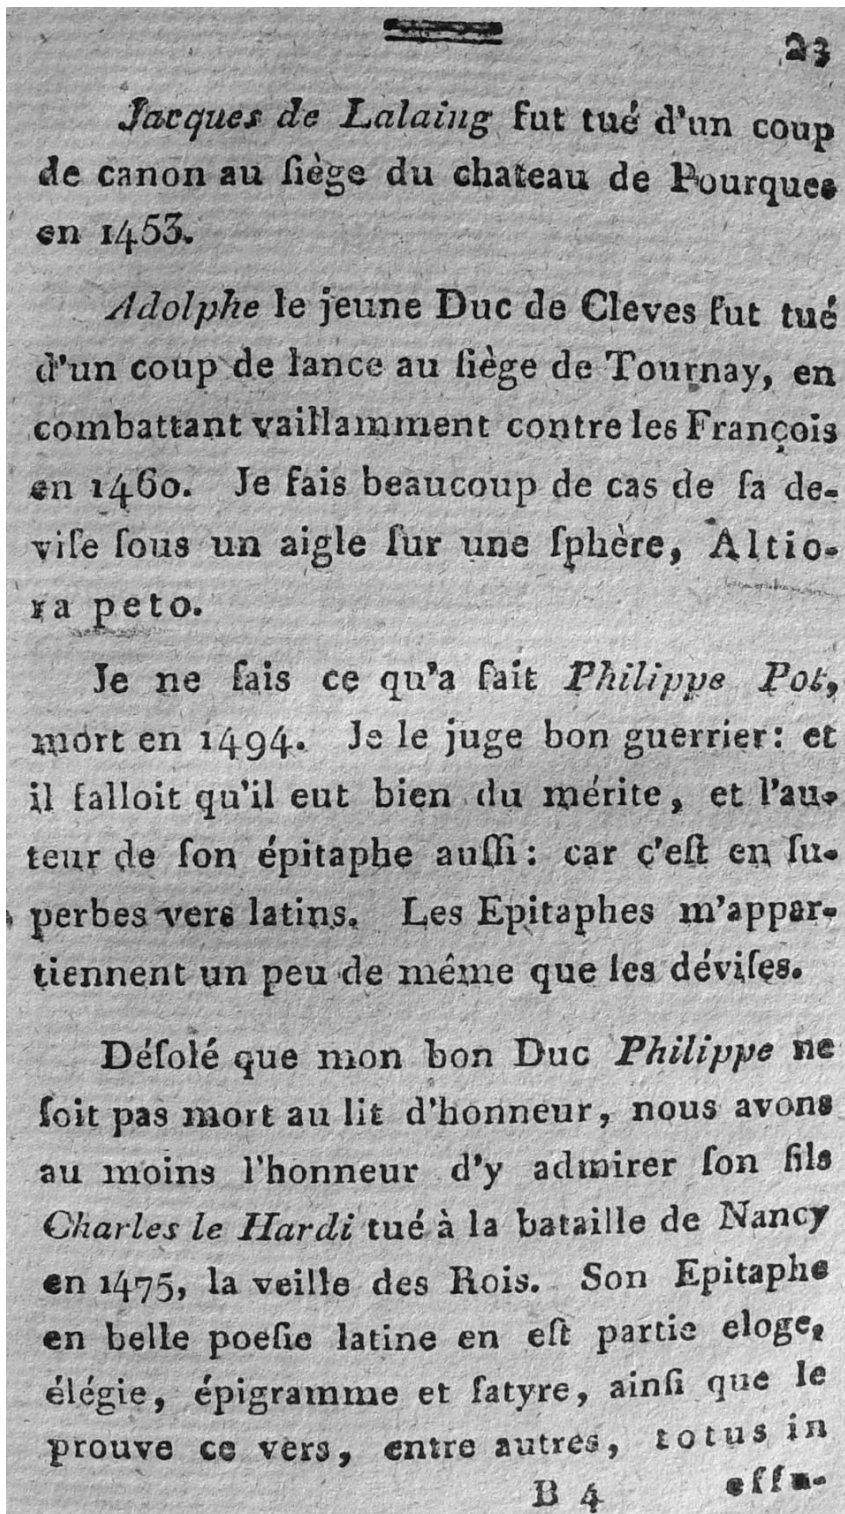 23
Jacques de Lalaing fut tué d'un coup
de canon au ſiège du chateau de Pourques
en 1453.
Adolphe le jeune Duc de Cleves fut tué
d'un coup de lance au ſiège de Tournay, en
combattant vaillamment contre les François
en 1460. Je fais beaucoup de cas de ſa de-
viſe ſous un aigle ſur une ſphère, Altio-
ra peto.
Je ne ſais ce qu'a fait Philippe Pot,
mort en 1494. Je le juge bon guerrier: et
il falloit qu'il eut bien du mérite, et l'au-
teur de ſon épitaphe auſſi: car c'eſt en ſu-
perbes vers latins. Les Epitaphes m'appar-
tiennent un peu de même que les déviſes.
Déſolé que mon bon Duc Philippe ne
ſoit pas mort au lit d'honneur, nous avons
au moins l'honneur d'y admirer ſon fils
Charles le Hardi tué à la bataille de Nancy
en 1475, la veille des Rois. Son Epitaphe
en belle poeſie latine en eſt partie eloge,
élégie, épigramme et ſatyre, ainſi que le
prouve ce vers, entre autres, totus in
B 4 effu-